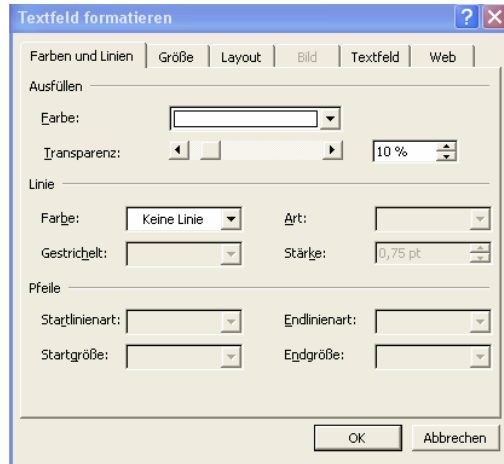 Textfeld formatieren
Farben und Linien Größe Layout Bild Textfeld Web
Ausfüllen
Farbe:
Transparenz: 10 %
Linie
Farbe: Keine Linie Art:
Gestrichelt: Stärke: 0,75 pt
Pfeile
Startlinienart: Endlinienart:
Startgröße: Endgröße:
OK Abbrechen